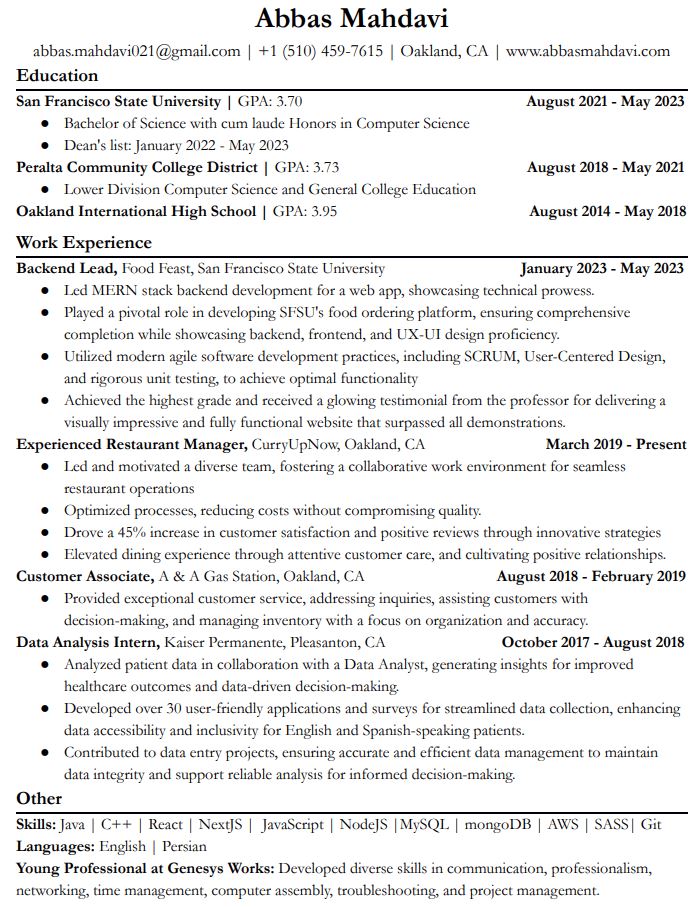 Abbas Mahdavi
abbas.mahdavi021@gmail.com | +1 (510) 459-7615 | Oakland, CA | www.abbasmahdavi.com
Education
San Francisco State University | GPA: 3.70 August 2021 - May 2023
● Bachelor of Science with cum laude Honors in Computer Science
● Dean's list: January 2022 - May 2023
Peralta Community College District | GPA: 3.73 August 2018 - May 2021
● Lower Division Computer Science and General College Education
Oakland International High School | GPA: 3.95 August 2014 - May 2018
Work Experience
Backend Lead, Food Feast, San Francisco State University January 2023 - May 2023
● Led MERN stack backend development for a web app, showcasing technical prowess.
● Played a pivotal role in developing SFSU's food ordering platform, ensuring comprehensive
completion while showcasing backend, frontend, and UX-UI design proficiency.
● Utilized modern agile software development practices, including SCRUM, User-Centered Design,
and rigorous unit testing, to achieve optimal functionality
● Achieved the highest grade and received a glowing testimonial from the professor for delivering a
visually impressive and fully functional website that surpassed all demonstrations.
Experienced Restaurant Manager, CurryUpNow, Oakland, CA March 2019 - Present
● Led and motivated a diverse team, fostering a collaborative work environment for seamless
restaurant operations
● Optimized processes, reducing costs without compromising quality.
● Drove a 45% increase in customer satisfaction and positive reviews through innovative strategies
● Elevated dining experience through attentive customer care, and cultivating positive relationships.
Customer Associate, A & A Gas Station, Oakland, CA August 2018 - February 2019
● Provided exceptional customer service, addressing inquiries, assisting customers with
decision-making, and managing inventory with a focus on organization and accuracy.
Data Analysis Intern, Kaiser Permanente, Pleasanton, CA October 2017 - August 2018
● Analyzed patient data in collaboration with a Data Analyst, generating insights for improved
healthcare outcomes and data-driven decision-making.
● Developed over 30 user-friendly applications and surveys for streamlined data collection, enhancing
data accessibility and inclusivity for English and Spanish-speaking patients.
● Contributed to data entry projects, ensuring accurate and efficient data management to maintain
data integrity and support reliable analysis for informed decision-making.
Other
Skills: Java | C++ | React | NextJS | JavaScript | NodeJS |MySQL | mongoDB | AWS | SASS| Git
Languages: English | Persian
Young Professional at Genesys Works: Developed diverse skills in communication, professionalism,
networking, time management, computer assembly, troubleshooting, and project management.